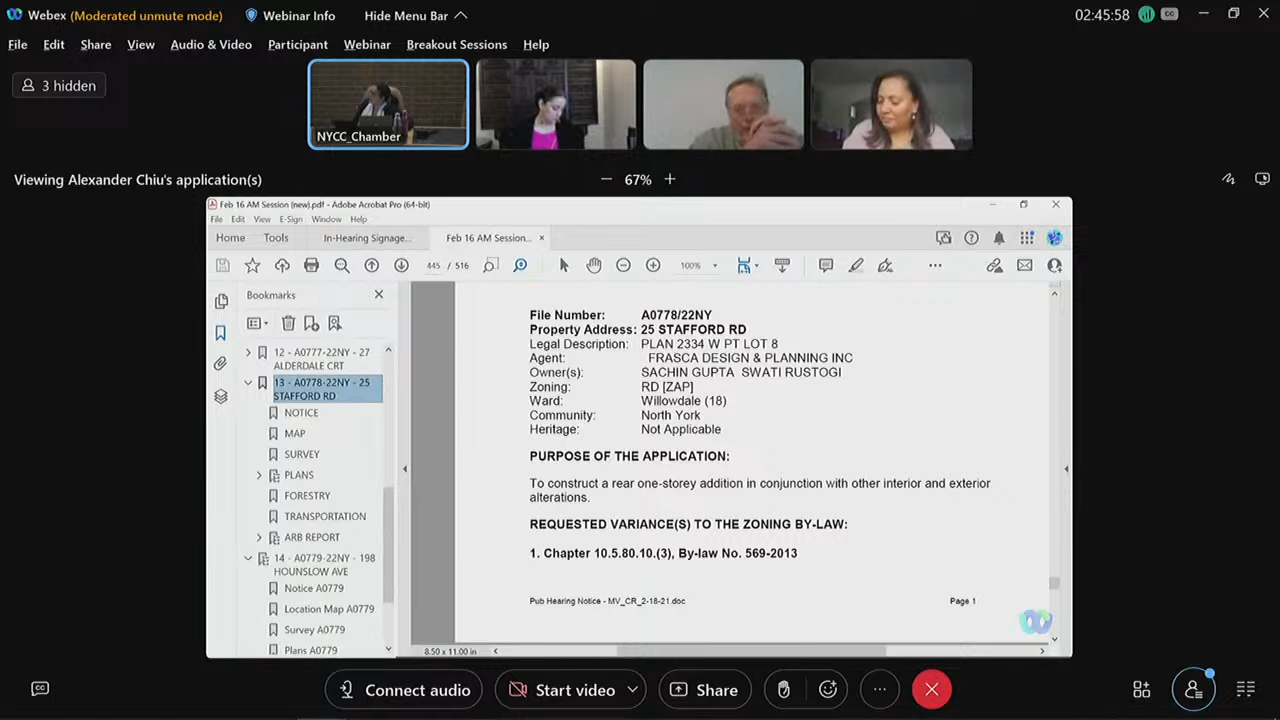 Webex (Moderated unmute mode) Webinar Info Hide Menu Bar 02:45:58 CC
File Edit Share View Audio & Video Participant Webinar Breakout Sessions Help
3 hidden
NYCC_Chamber
Viewing Alexander Chiu's application(s) 67%
Feb 16 AM Session (new).pdf - Adobe Acrobat Pro (64-bit)
File Edit View E-Sign Window Help
Home Tools In-Hearing Signage... Feb 16 AM Session...
445 / 516 100%
Bookmarks
12 - A0777-22NY - 27
ALDERDALE CRT
13 - A0778-22NY - 25
STAFFORD RD
NOTICE
MAP
SURVEY
PLANS
FORESTRY
TRANSPORTATION
ARB REPORT
14 - A0779-22NY - 198
HOUNSLOW AVE
Notice A0779
Location Map A0779
Survey A0779
Plans A0779
File Number: A0778/22NY
Property Address: 25 STAFFORD RD
Legal Description: PLAN 2334 W PT LOT 8
Agent: FRASCA DESIGN & PLANNING INC
Owner(s): SACHIN GUPTA SWATI RUSTOGI
Zoning: RD [ZAP]
Ward: Willowdale (18)
Community: North York
Heritage: Not Applicable
PURPOSE OF THE APPLICATION:
To construct a rear one-storey addition in conjunction with other interior and exterior
alterations.
REQUESTED VARIANCE(S) TO THE ZONING BY-LAW:
1. Chapter 10.5.80.10.(3), By-law No. 569-2013
Pub Hearing Notice - MV_CR_2-18-21.doc Page 1
8.50 x 11.00 in
CC Connect audio Start video Share